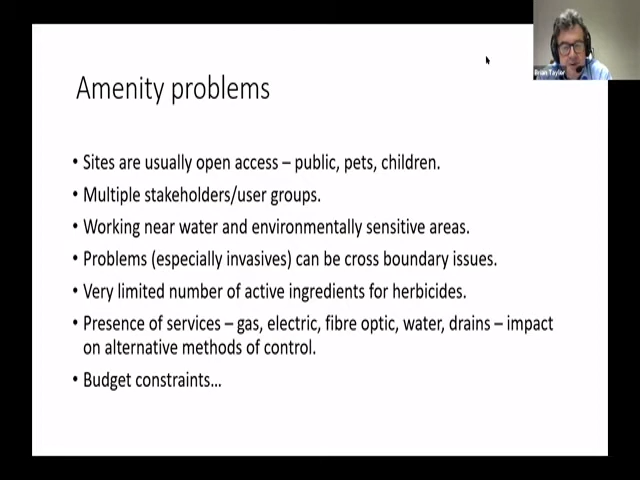 Brian Taylor
Amenity problems
• Sites are usually open access – public, pets, children.
• Multiple stakeholders/user groups.
• Working near water and environmentally sensitive areas.
• Problems (especially invasives) can be cross boundary issues.
• Very limited number of active ingredients for herbicides.
• Presence of services – gas, electric, fibre optic, water, drains – impact
on alternative methods of control.
• Budget constraints...